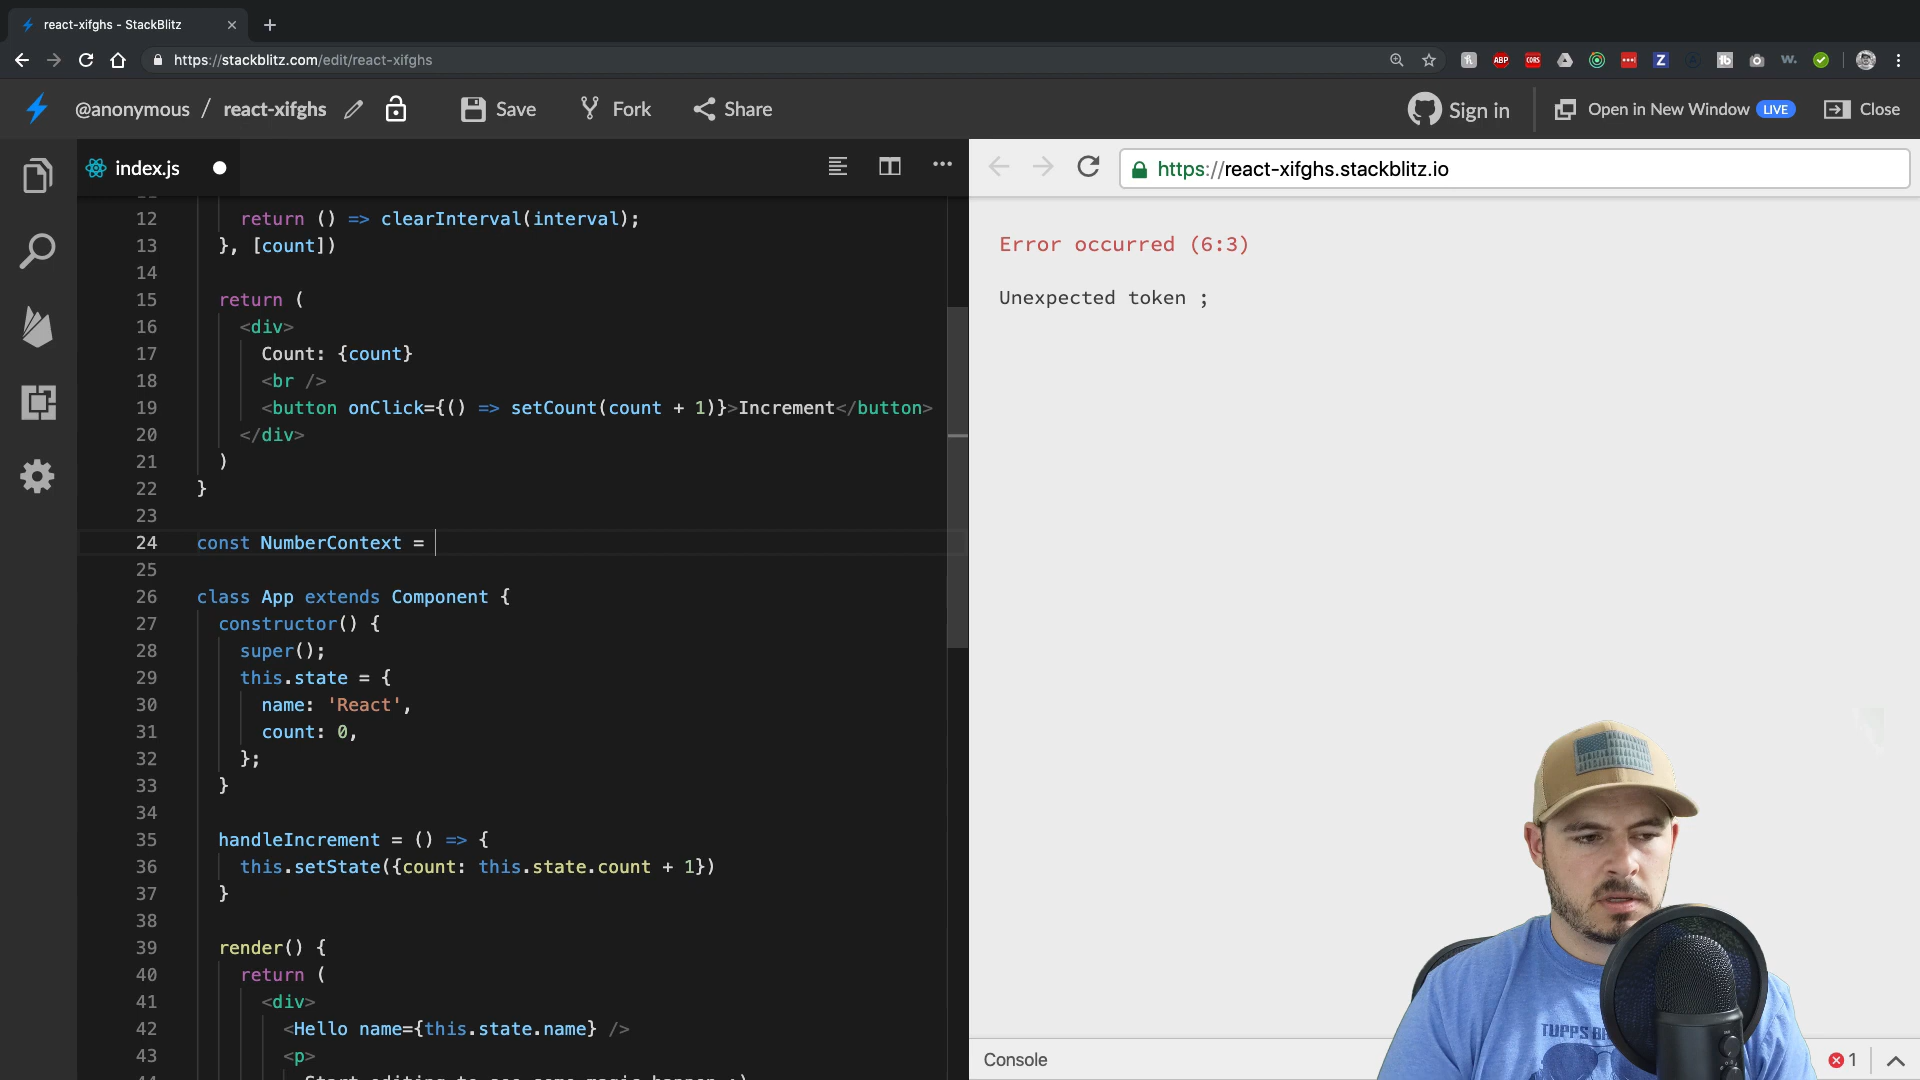 react-xifghs - StackBlitz
https://stackblitz.com/edit/react-xifghs
ABP
CORS
Z
W.
@anonymous / react-xifghs
Save
Fork
Share
Sign in
Open in New Window LIVE
Close
index.js
https://react-xifghs.stackblitz.io
12 return () => clearInterval(interval);
13 }, [count])
14
15 return (
16 <div>
17 Count: {count}
18 <br />
19 <button onClick={() => setCount(count + 1)}>Increment</button>
20 </div>
21 )
22 }
23
24 const NumberContext =
25
26 class App extends Component {
27 constructor() {
28 super();
29 this.state = {
30 name: 'React',
31 count: 0,
32 };
33 }
34
35 handleIncrement = () => {
36 this.setState({count: this.state.count + 1})
37 }
38
39 render() {
40 return (
41 <div>
42 <Hello name={this.state.name} />
43 <p>
Error occurred (6:3)
Unexpected token ;
Console
1